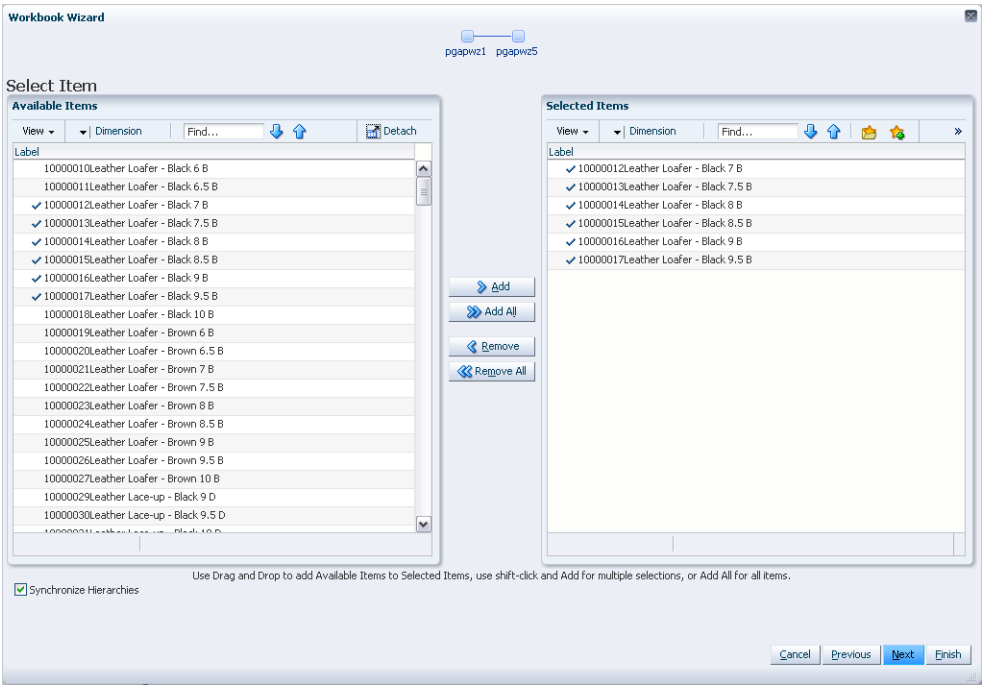 Workbook Wizard
pgapwz1 pgapwz5
Select Item
Available Items
View Dimension Find... Detach
Label
10000010Leather Loafer - Black 6 B
10000011Leather Loafer - Black 6.5 B
10000012Leather Loafer - Black 7 B
10000013Leather Loafer - Black 7.5 B
10000014Leather Loafer - Black 8 B
10000015Leather Loafer - Black 8.5 B
10000016Leather Loafer - Black 9 B
10000017Leather Loafer - Black 9.5 B
10000018Leather Loafer - Black 10 B
10000019Leather Loafer - Brown 6 B
10000020Leather Loafer - Brown 6.5 B
10000021Leather Loafer - Brown 7 B
10000022Leather Loafer - Brown 7.5 B
10000023Leather Loafer - Brown 8 B
10000024Leather Loafer - Brown 8.5 B
10000025Leather Loafer - Brown 9 B
10000026Leather Loafer - Brown 9.5 B
10000027Leather Loafer - Brown 10 B
10000029Leather Lace-up - Black 9 D
10000030Leather Lace-up - Black 9.5 D
Add
Add All
Remove
Remove All
Selected Items
View Dimension Find... »
Label
10000012Leather Loafer - Black 7 B
10000013Leather Loafer - Black 7.5 B
10000014Leather Loafer - Black 8 B
10000015Leather Loafer - Black 8.5 B
10000016Leather Loafer - Black 9 B
10000017Leather Loafer - Black 9.5 B
Use Drag and Drop to add Available Items to Selected Items, use shift-click and Add for multiple selections, or Add All for all items.
Synchronize Hierarchies
Cancel Previous Next Finish